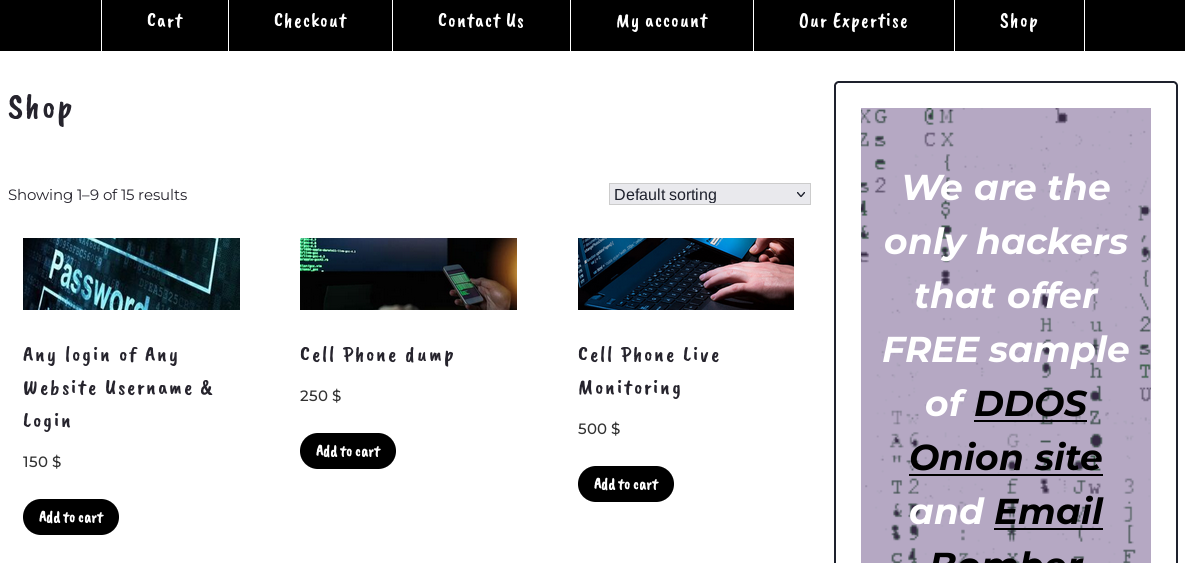 Cart Checkout Contact Us My account Our Expertise Shop
Shop
Showing 1–9 of 15 results
Default sorting
Password
Any login of Any
Website Username &
Login
150 $
Add to cart
Cell Phone dump
250 $
Add to cart
Cell Phone Live
Monitoring
500 $
Add to cart
We are the
only hackers
that offer
FREE sample
of DDOS
Onion site
and Email
Bomber